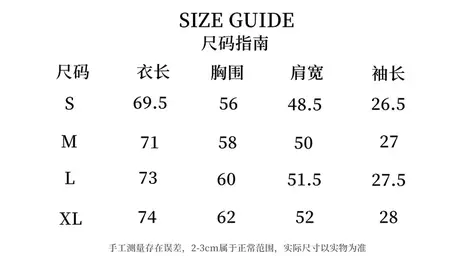 SIZE GUIDE
尺码指南
尺码 衣长 胸围 肩宽 袖长
S 69.5 56 48.5 26.5
M 71 58 50 27
L 73 60 51.5 27.5
XL 74 62 52 28
手工测量存在误差，2-3cm属于正常范围，实际尺寸以实物为准